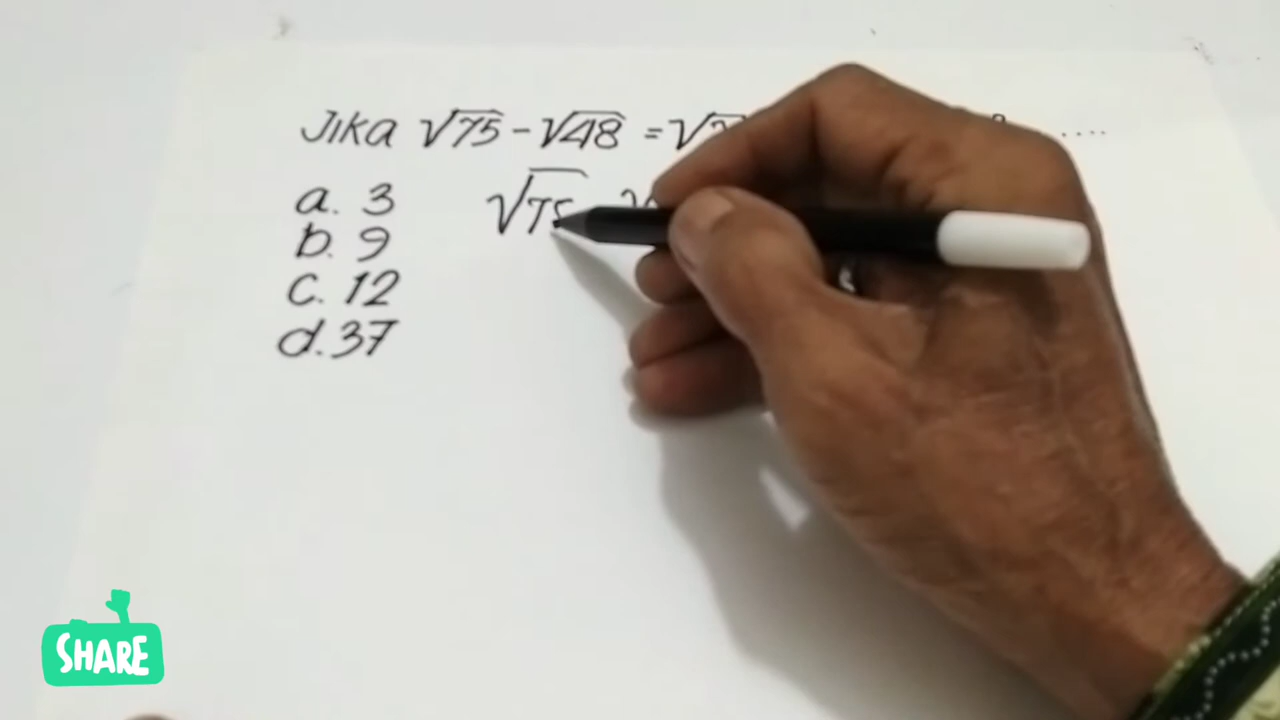 Jika √75 - √48 = √ ....
a. 3 √75
b. 9
c. 12
d. 37
SHARE